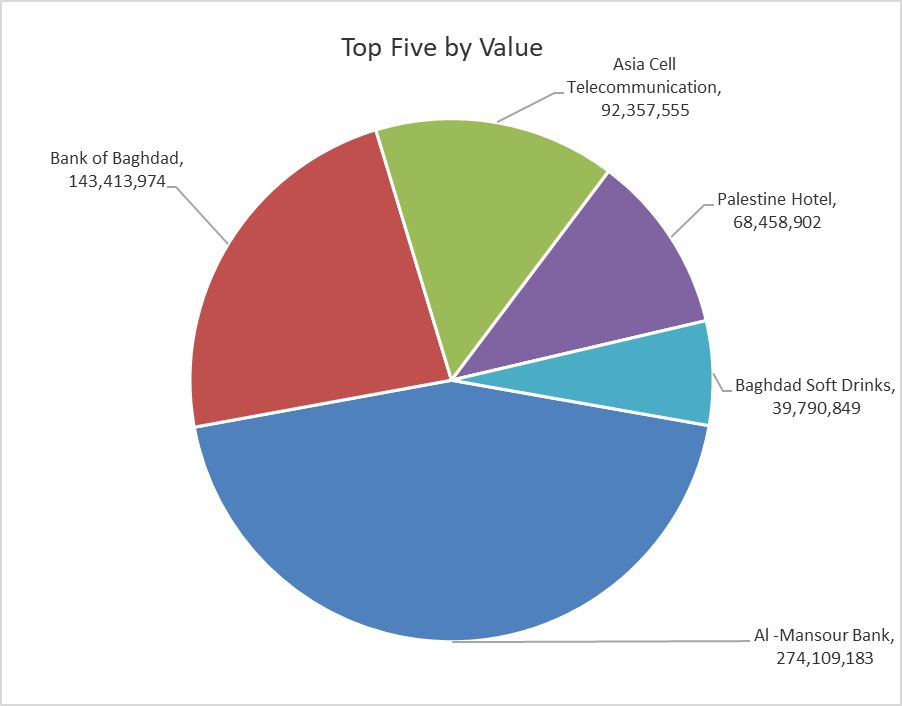 Top Five by Value
Asia Cell
Telecommunication,
92,357,555
Bank of Baghdad,
143,413,974
Palestine Hotel,
68,458,902
Baghdad Soft Drinks,
39,790,849
Al -Mansour Bank,
274,109,183